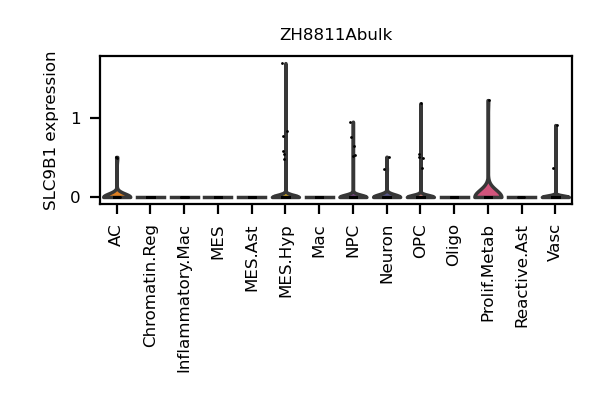 ZH8811Abulk
SLC9B1 expression
1
0
AC
Chromatin.Reg
Inflammatory.Mac
MES
MES.Ast
MES.Hyp
Mac
NPC
Neuron
OPC
Oligo
Prolif.Metab
Reactive.Ast
Vasc